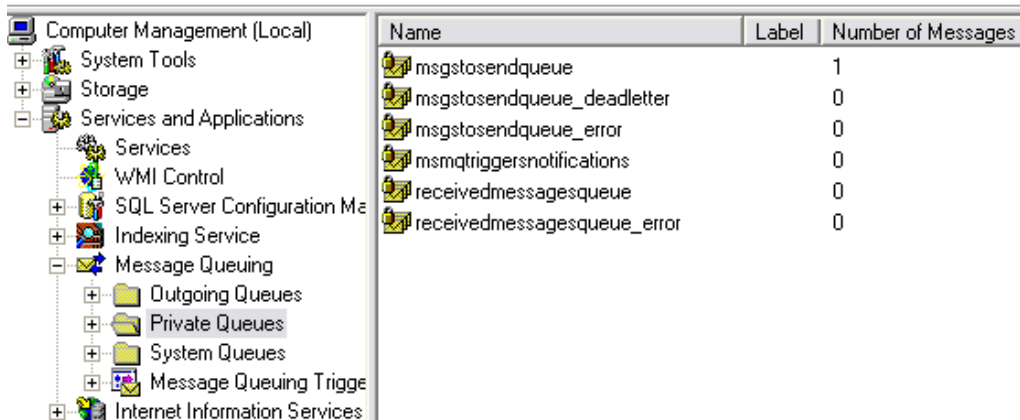 Computer Management (Local)
System Tools
Storage
Services and Applications
Services
WMI Control
SQL Server Configuration Ma
Indexing Service
Message Queuing
Outgoing Queues
Private Queues
System Queues
Message Queuing Trigge
Internet Information Services
Name Label Number of Messages
msgstosendqueue 1
msgstosendqueue_deadletter 0
msgstosendqueue_error 0
msmqtriggersnotifications 0
receivedmessagesqueue 0
receivedmessagesqueue_error 0